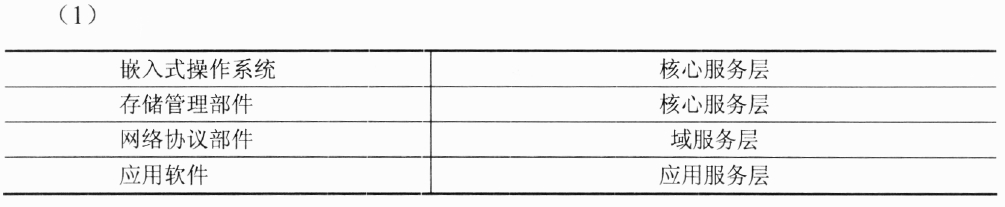 （1）
嵌入式操作系统 核心服务层
存储管理部件 核心服务层
网络协议部件 域服务层
应用软件 应用服务层